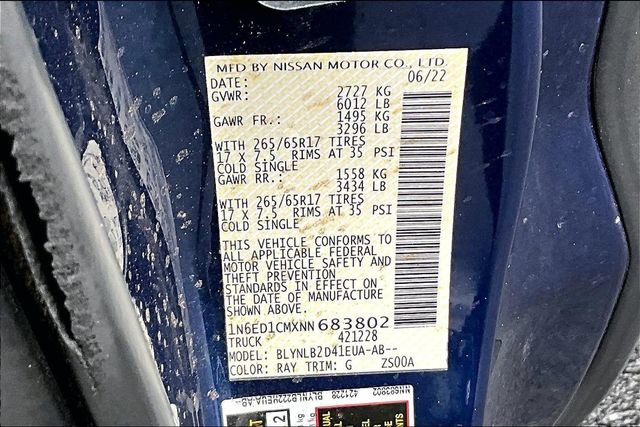 MFD BY NISSAN MOTOR CO., LTD.
DATE: 06/22
GVWR: 2727 KG
6012 LB
GAWR FR.: 1495 KG
3296 LB
WITH 265/65R17 TIRES
17 X 7.5 RIMS AT 35 PSI
COLD SINGLE
GAWR RR.: 1558 KG
3434 LB
WITH 265/65R17 TIRES
17 X 7.5 RIMS AT 35 PSI
COLD SINGLE
THIS VEHICLE CONFORMS TO
ALL APPLICABLE FEDERAL
MOTOR VEHICLE SAFETY AND
THEFT PREVENTION
STANDARDS IN EFFECT ON
THE DATE OF MANUFACTURE
SHOWN ABOVE.
1N6ED1CMXNN683802
TRUCK 421228
MODEL: BLYNLB2D41EUA-AB--
COLOR: RAY TRIM: G ZS00A
NN683802
421228
2